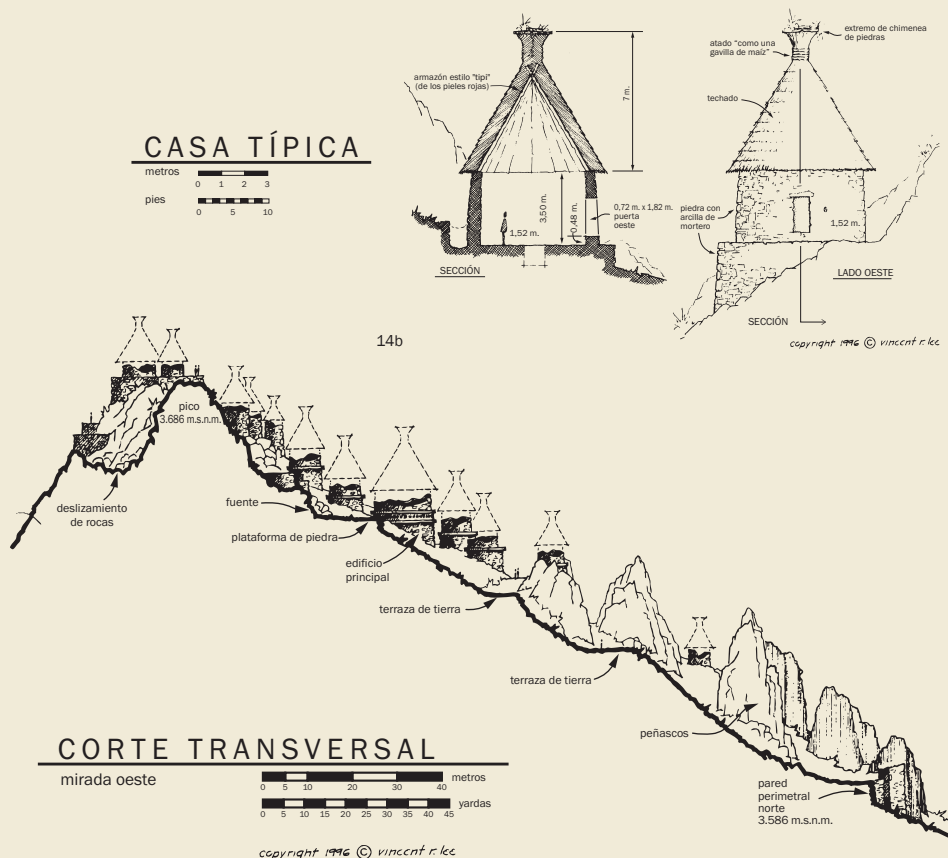 CASA TÍPICA
metros
0 1 2 3
pies
0 5 10
armazón estilo "tipi"
(de los pieles rojas)
7 m.
3,50 m.
0,48 m.
1,52 m.
0,72 m. x 1,82 m.
puerta
oeste
SECCIÓN
atado "como una
gavilla de maíz"
extremo de chimenea
de piedras
techado
piedra con
arcilla de
mortero
6
1,52 m.
LADO OESTE
SECCIÓN
copyright 1996 © vincent r. lee
14b
pico
3.686 m.s.n.m.
deslizamiento
de rocas
fuente
plataforma de piedra
edificio
principal
terraza de tierra
terraza de tierra
peñascos
pared
perimetral
norte
3.586 m.s.n.m.
CORTE TRANSVERSAL
mirada oeste
metros
0 5 10 20 30 40
yardas
0 5 10 15 20 25 30 35 40 45
copyright 1996 © vincent r. lee